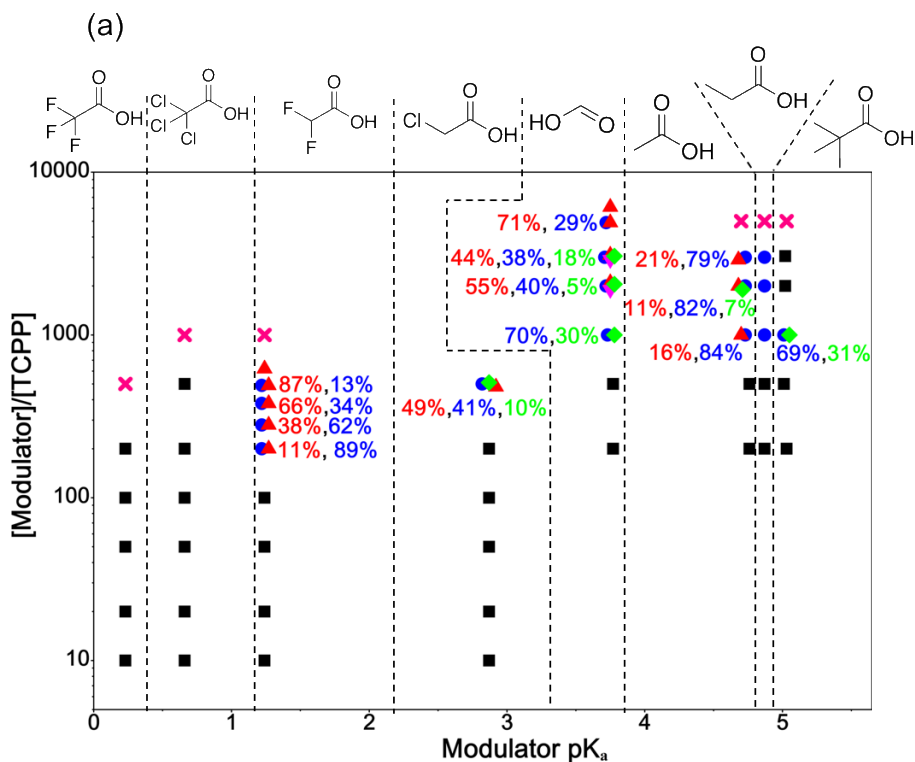 (a)
O
F
F
F
OH
O
Cl
Cl
Cl
OH
O
F
F
OH
O
Cl
OH
HO
O
O
OH
O
OH
O
OH
10000
1000
100
10
[Modulator]/[TCPP]
71%, 29%
44%,38%,18%
55%,40%,5%
70%,30%
21%,79%
11%,82%,7%
16%,84%
69%,31%
87%,13%
66%,34%
38%,62%
11%, 89%
49%,41%,10%
0 1 2 3 4 5
Modulator pKₐ